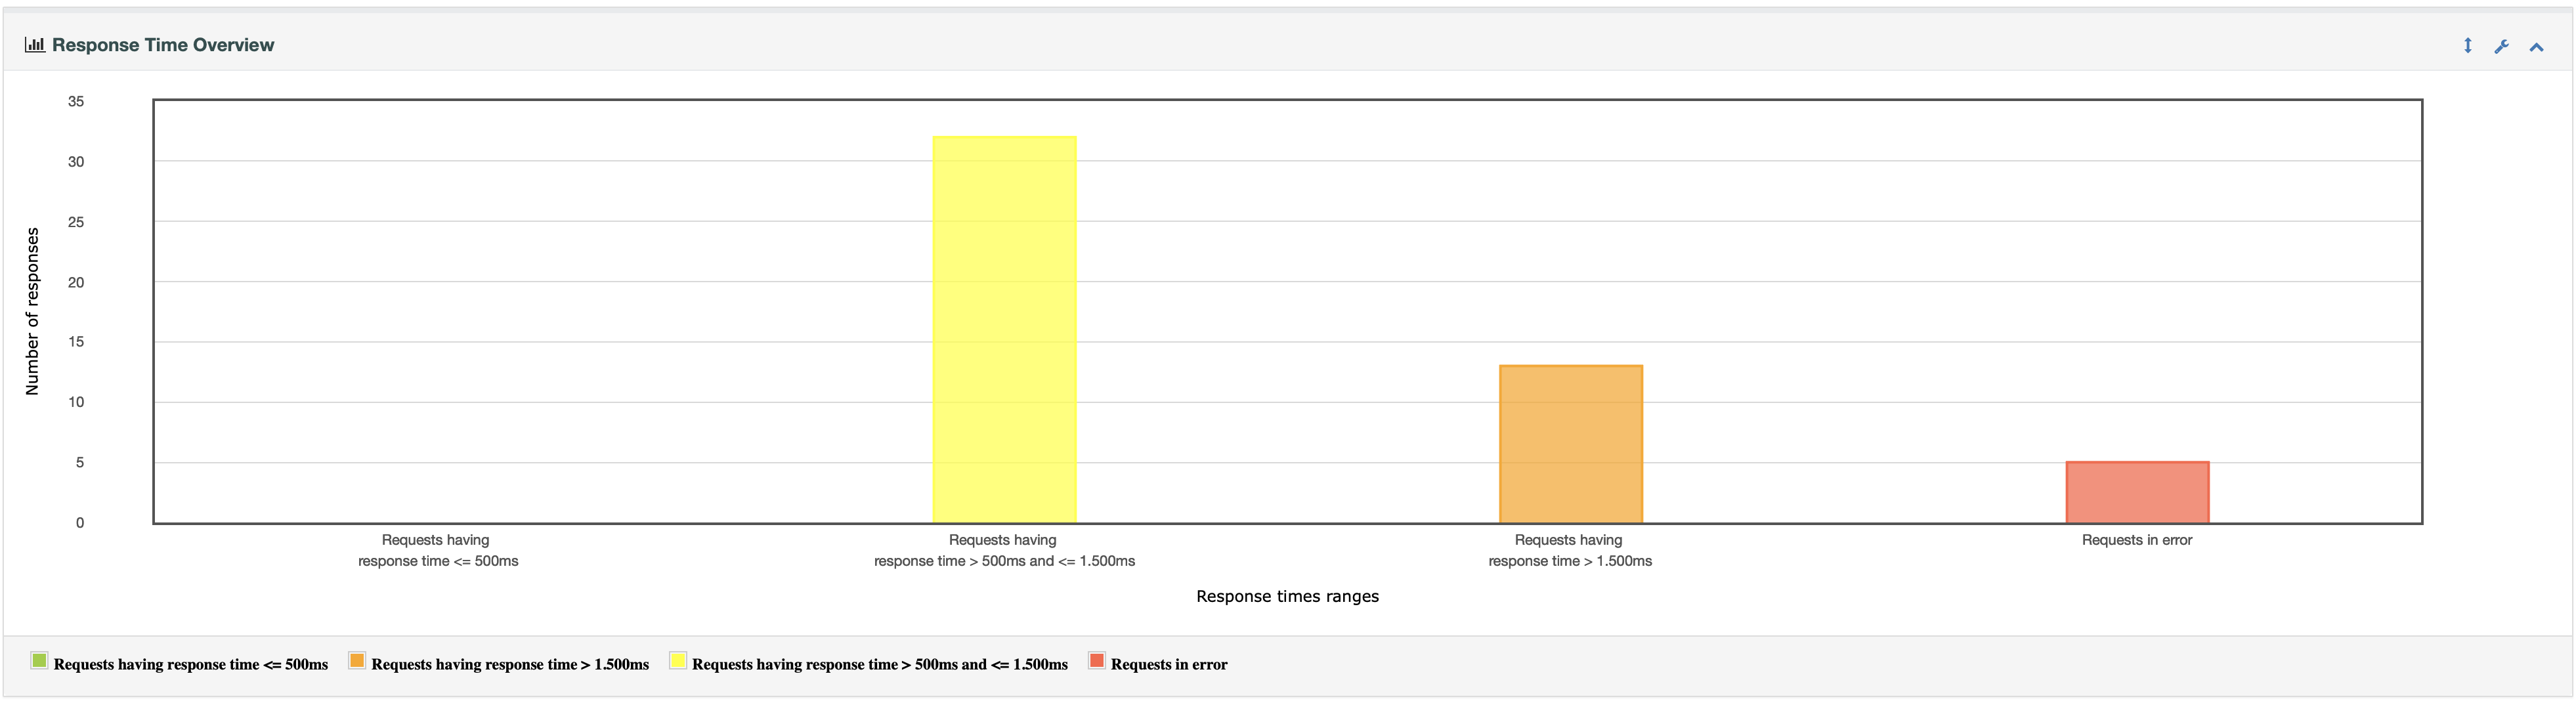 Response Time Overview
35
30
25
20
15
10
5
0
Number of responses
Requests having
response time <= 500ms
Requests having
response time > 500ms and <= 1.500ms
Requests having
response time > 1.500ms
Requests in error
Response times ranges
Requests having response time <= 500ms
Requests having response time > 1.500ms
Requests having response time > 500ms and <= 1.500ms
Requests in error